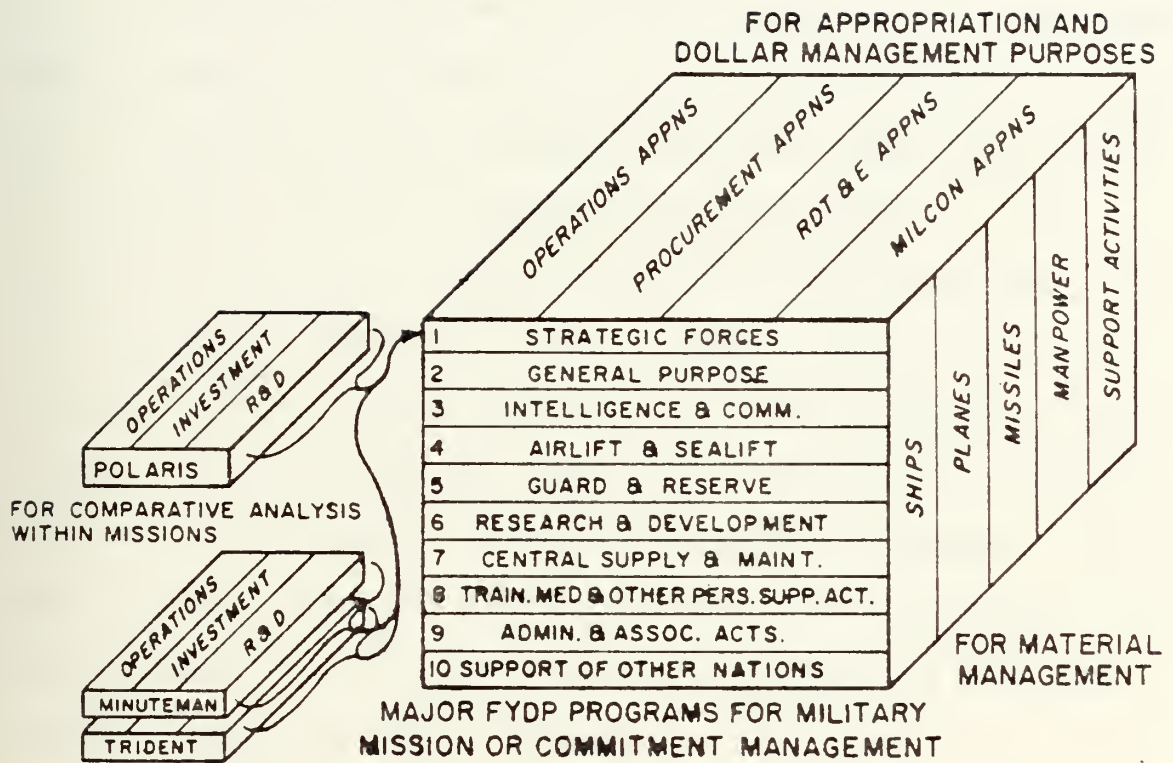 FOR APPROPRIATION AND
DOLLAR MANAGEMENT PURPOSES
OPERATIONS APPNS
PROCUREMENT APPNS
RDT & E APPNS
MILCON APPNS
SHIPS
PLANES
MISSILES
MANPOWER
SUPPORT ACTIVITIES
1 STRATEGIC FORCES
2 GENERAL PURPOSE
3 INTELLIGENCE & COMM.
4 AIRLIFT & SEALIFT
5 GUARD & RESERVE
6 RESEARCH & DEVELOPMENT
7 CENTRAL SUPPLY & MAINT.
8 TRAIN. MED & OTHER PERS. SUPP. ACT.
9 ADMIN. & ASSOC. ACTS.
10 SUPPORT OF OTHER NATIONS
OPERATIONS
INVESTMENT
R&D
POLARIS
FOR COMPARATIVE ANALYSIS
WITHIN MISSIONS
OPERATIONS
INVESTMENT
R&D
MINUTEMAN
TRIDENT
FOR MATERIAL
MANAGEMENT
MAJOR FYDP PROGRAMS FOR MILITARY
MISSION OR COMMITMENT MANAGEMENT